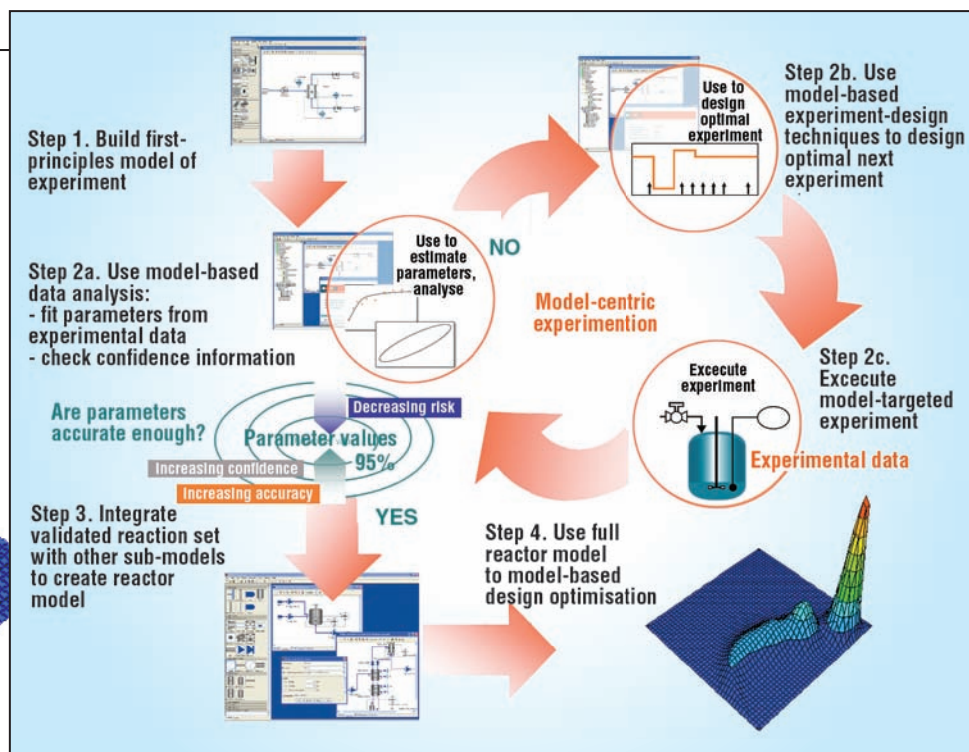 Step 1. Build first-
principles model of
experiment
Use to
design
optimal
experiment
Step 2b. Use
model-based
experiment-design
techniques to design
optimal next
experiment
NO
Step 2a. Use model-based
data analysis:
- fit parameters from
experimental data
- check confidence information
Use to
estimate
parameters,
analyse
Model-centric
experimention
Step 2c.
Excecute
model-targeted
experiment
Excecute
experiment
Experimental data
Are parameters
accurate enough?
Decreasing risk
Parameter values
95%
Increasing confidence
Increasing accuracy
YES
Step 3. Integrate
validated reaction set
with other sub-models
to create reactor
model
Step 4. Use full
reactor model
to model-based
design optimisation